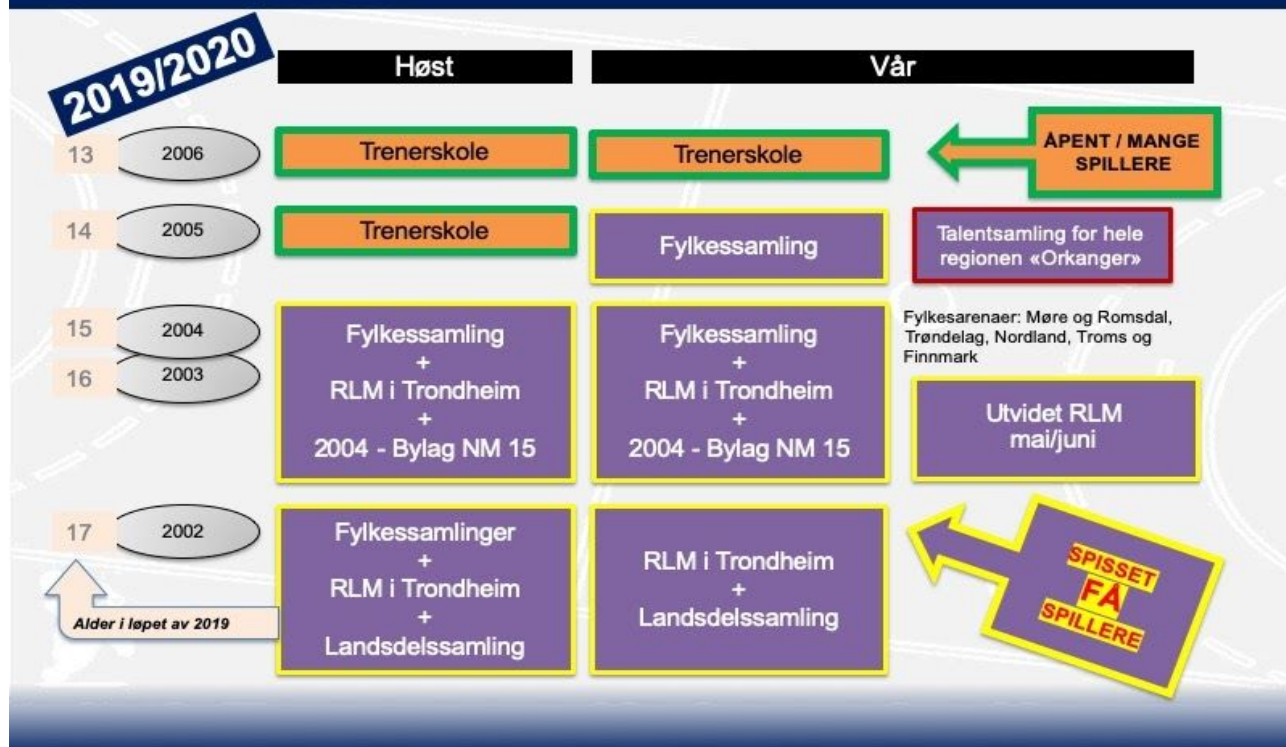 2019/2020
Høst
Vår
13
2006
Trenerskole
Trenerskole
ÅPENT / MANGE
SPILLERE
14
2005
Trenerskole
Fylkessamling
Talentsamling for hele
regionen «Orkanger»
15
2004
16
2003
Fylkessamling
+
RLM i Trondheim
+
2004 - Bylag NM 15
Fylkessamling
+
RLM i Trondheim
+
2004 - Bylag NM 15
Fylkesarenaer: Møre og Romsdal,
Trøndelag, Nordland, Troms og
Finnmark
Utvidet RLM
mai/juni
17
2002
Fylkessamlinger
+
RLM i Trondheim
+
Landsdelssamling
RLM i Trondheim
+
Landsdelssamling
SPISSET
FÅ
SPILLERE
Alder i løpet av 2019